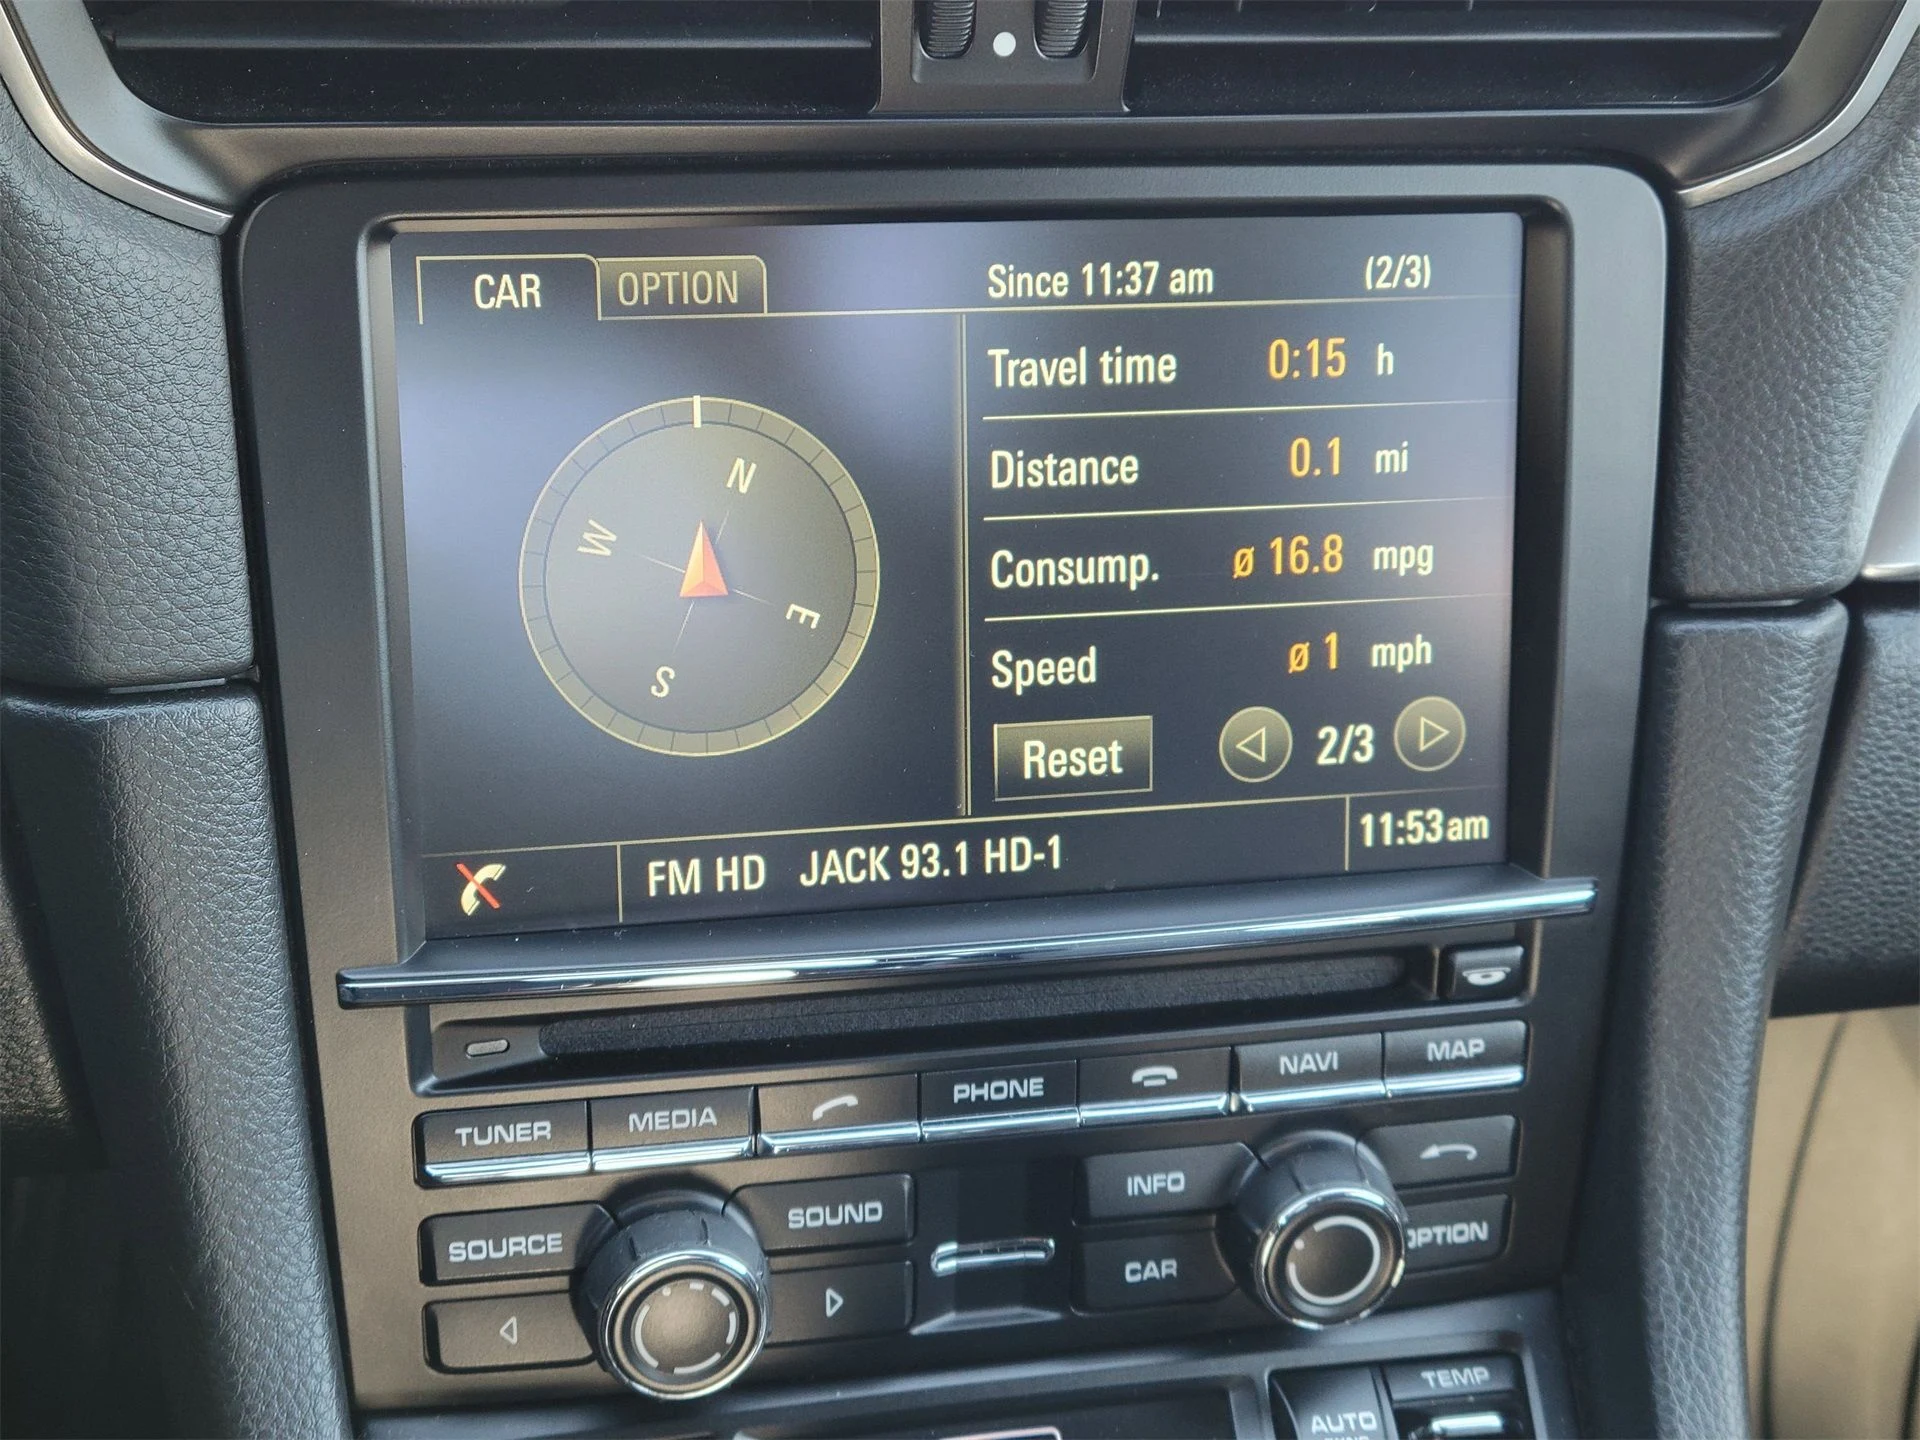 CAR OPTION Since 11:37 am (2/3)
Travel time 0:15 h
Distance 0.1 mi
Consump. ø 16.8 mpg
Speed ø 1 mph
Reset 2/3
N
W
E
S
FM HD JACK 93.1 HD-1 11:53am
TUNER MEDIA PHONE NAVI MAP
SOURCE SOUND INFO
CAR OPTION
TEMP
AUTO